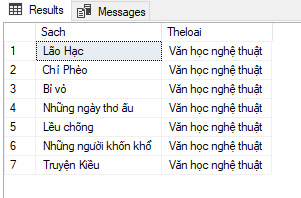 Results Messages
Sach Theloai
1 Lão Hạc Văn học nghệ thuật
2 Chí Phèo Văn học nghệ thuật
3 Bỉ vỏ Văn học nghệ thuật
4 Những ngày thơ ấu Văn học nghệ thuật
5 Lều chõng Văn học nghệ thuật
6 Những người khốn khổ Văn học nghệ thuật
7 Truyện Kiều Văn học nghệ thuật